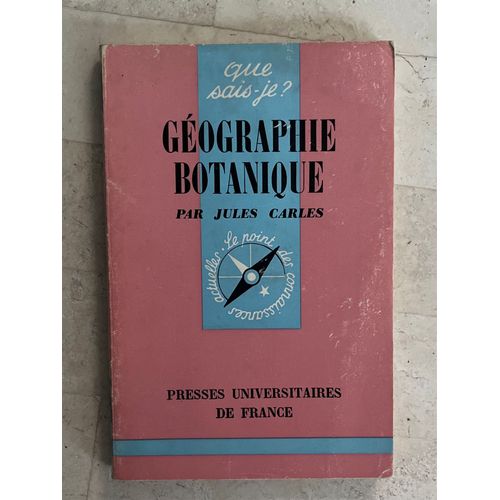 que
sais-je?
GÉOGRAPHIE
BOTANIQUE
PAR JULES CARLES
Le point des connaissances actuelles.
PRESSES UNIVERSITAIRES
DE FRANCE